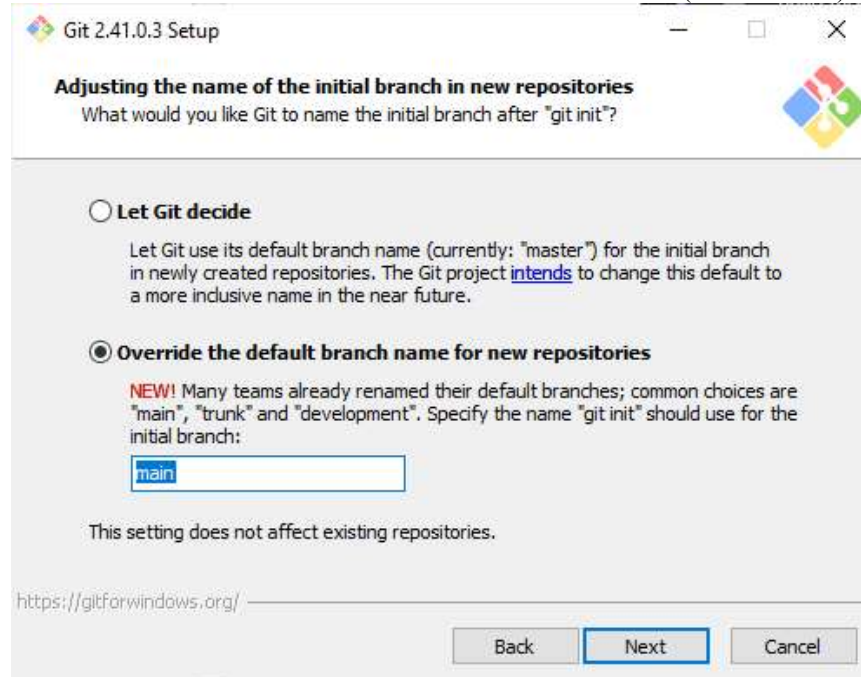 Git 2.41.0.3 Setup
Adjusting the name of the initial branch in new repositories
What would you like Git to name the initial branch after "git init"?
Let Git decide
Let Git use its default branch name (currently: "master") for the initial branch
in newly created repositories. The Git project intends to change this default to
a more inclusive name in the near future.
Override the default branch name for new repositories
NEW! Many teams already renamed their default branches; common choices are
"main", "trunk" and "development". Specify the name "git init" should use for the
initial branch:
main
This setting does not affect existing repositories.
https://gitforwindows.org/
Back Next Cancel